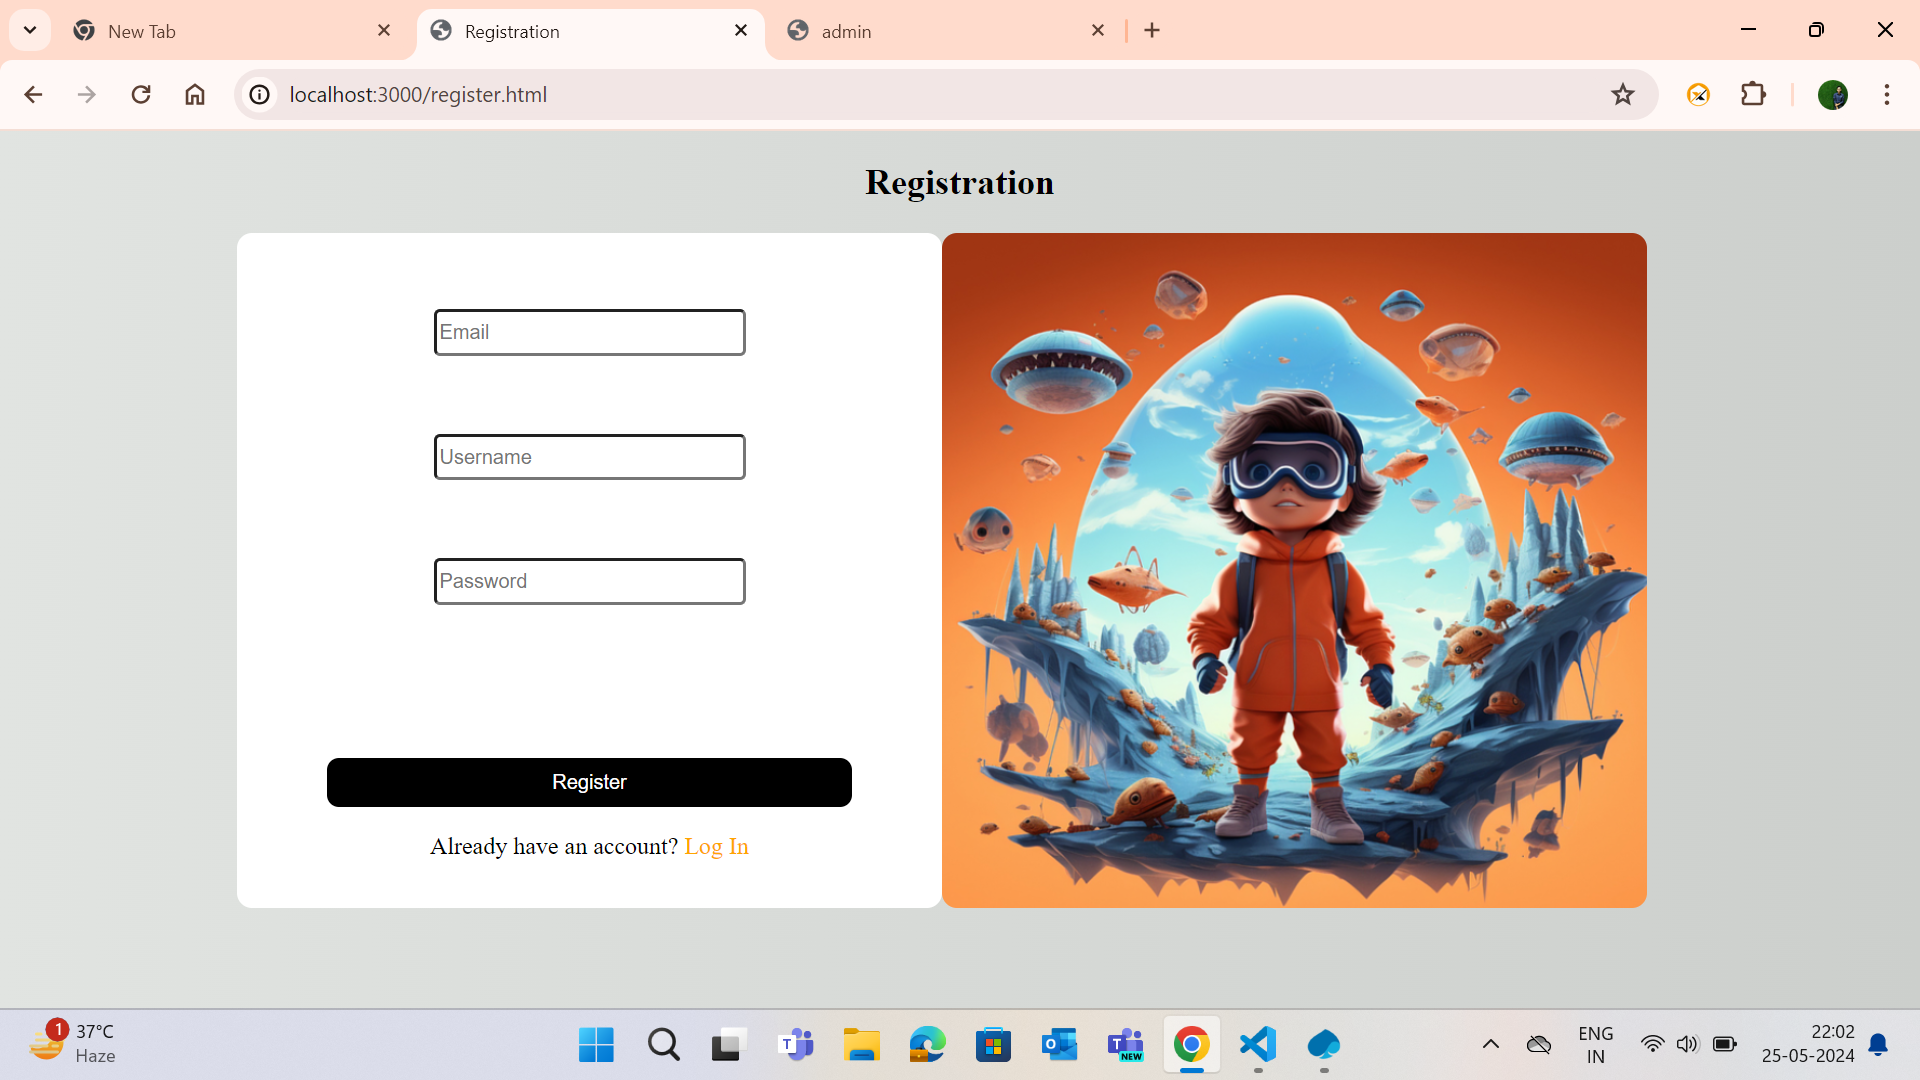 New Tab
Registration
admin
localhost:3000/register.html
Registration
Email
Username
Password
Register
Already have an account? Log In
1
37°C
Haze
T
O
T
NEW
ENG
IN
22:02
25-05-2024